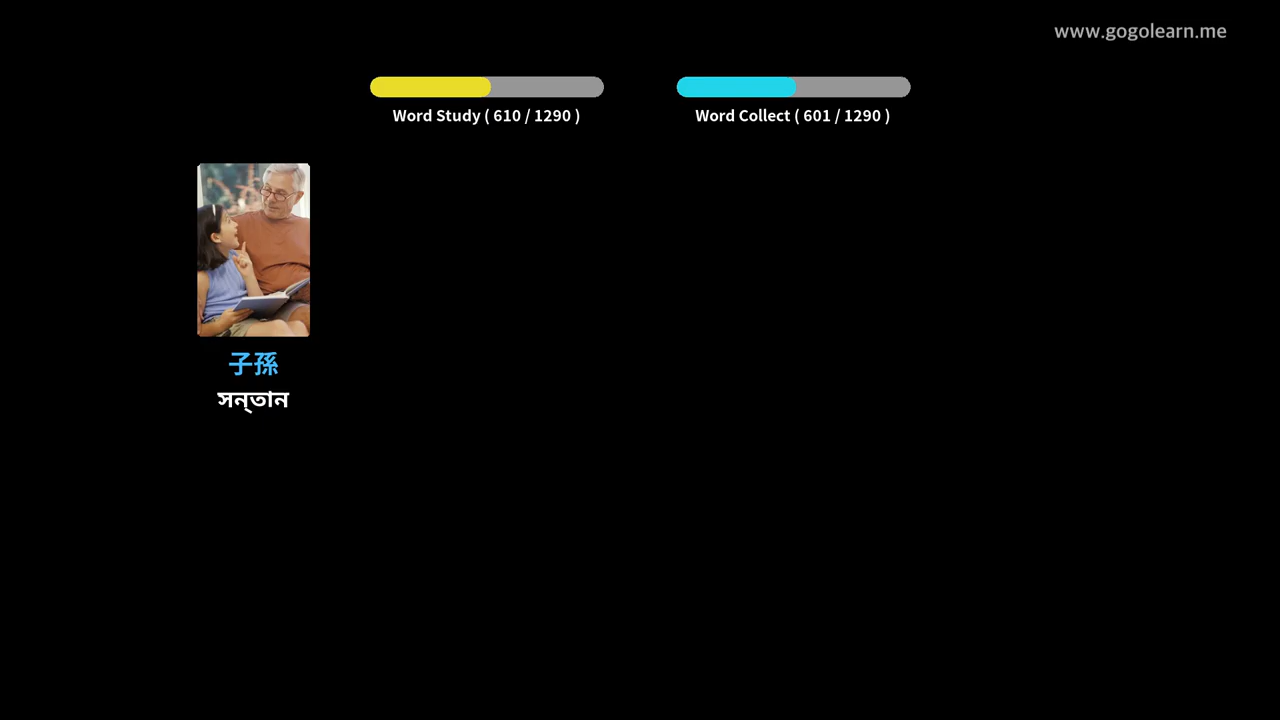 www.gogolearn.me
Word Study ( 610 / 1290 )
Word Collect ( 601 / 1290 )
子孫
সন্তান